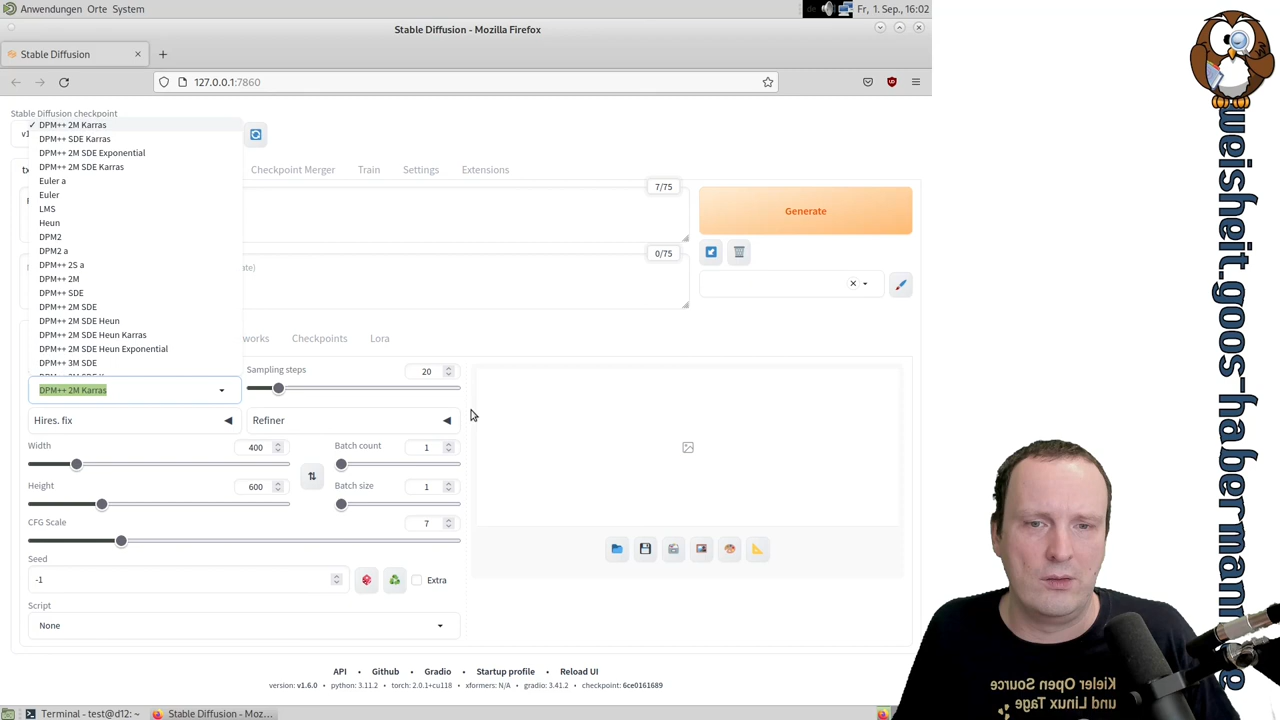 Anwendungen Orte System
de
Fr, 1. Sep., 16:02
Stable Diffusion - Mozilla Firefox
Stable Diffusion
127.0.0.1:7860
Stable Diffusion checkpoint
v1
✓ DPM++ 2M Karras
DPM++ SDE Karras
DPM++ 2M SDE Exponential
DPM++ 2M SDE Karras
Euler a
Euler
LMS
Heun
DPM2
DPM2 a
DPM++ 2S a
DPM++ 2M
DPM++ SDE
DPM++ 2M SDE
DPM++ 2M SDE Heun
DPM++ 2M SDE Heun Karras
DPM++ 2M SDE Heun Exponential
DPM++ 3M SDE
DPM++ 2M Karras
Checkpoint Merger Train Settings Extensions
7/75
Generate
0/75
works Checkpoints Lora
Sampling steps
20
Hires. fix
Refiner
Width
400
Batch count
1
Height
600
Batch size
1
CFG Scale
7
Seed
-1
Extra
Script
None
API • Github • Gradio • Startup profile • Reload UI
version: v1.6.0 • python: 3.11.2 • torch: 2.0.1+cu118 • xformers: N/A • gradio: 3.41.2 • checkpoint: 6ce0161689
Terminal - test@d12: ~
Stable Diffusion - Moz...
Kieler Open Source
und Linux Tage